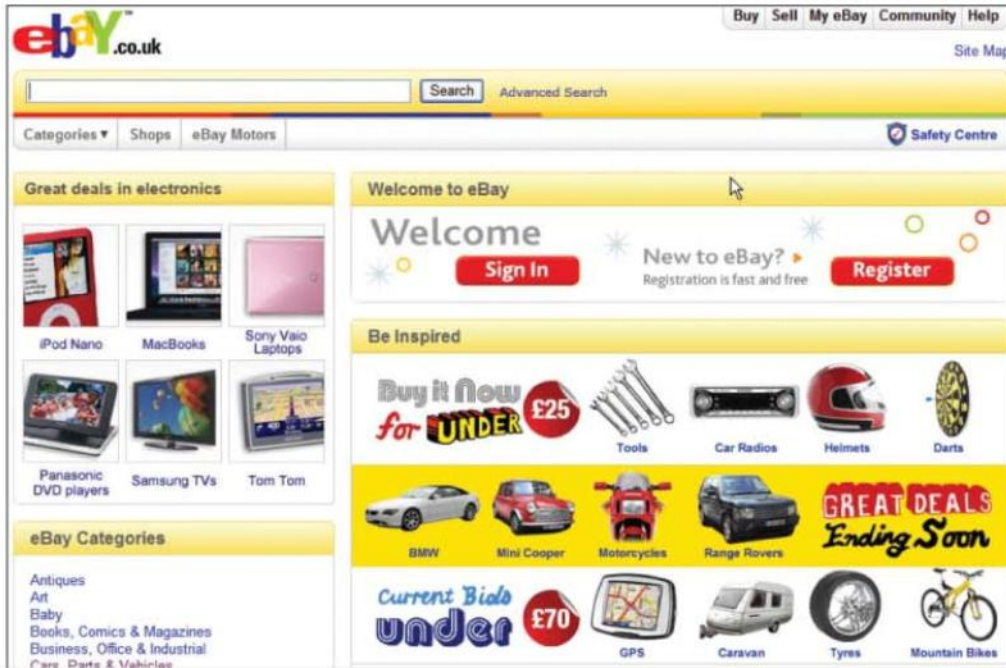 ebaY™.co.uk
Buy Sell My eBay Community Help
Site Map
Search Advanced Search
Categories ▾ Shops eBay Motors
Safety Centre
Great deals in electronics
iPod Nano
MacBooks
Sony Vaio
Laptops
Panasonic
DVD players
Samsung TVs
Tom Tom
eBay Categories
Antiques
Art
Baby
Books, Comics & Magazines
Business, Office & Industrial
Cars, Parts & Vehicles
Welcome to eBay
Welcome
Sign In
New to eBay?
Registration is fast and free
Register
Be Inspired
Buy it Now
for UNDER
£25
Tools
Car Radios
Helmets
Darts
BMW
Mini Cooper
Motorcycles
Range Rovers
GREAT DEALS
Ending Soon
Current Bids
under
£70
GPS
Caravan
Tyres
Mountain Bikes